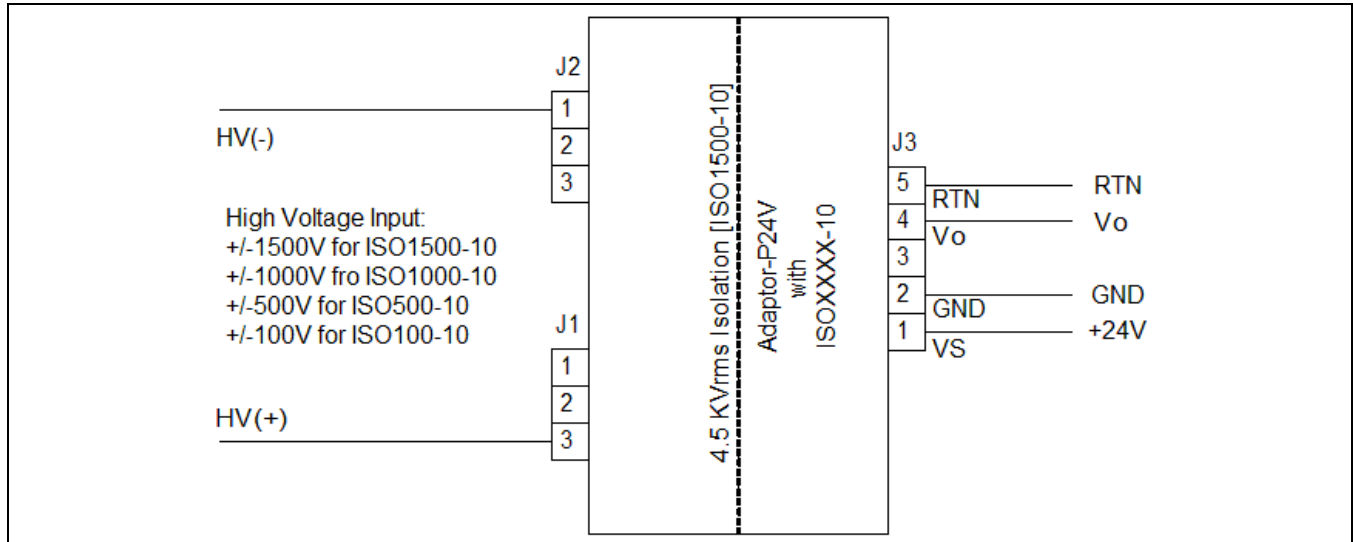 J2
1
2
3
HV(-)
High Voltage Input:
+/-1500V for ISO1500-10
+/-1000V fro ISO1000-10
+/-500V for ISO500-10
+/-100V for ISO100-10
J1
1
2
3
HV(+)
4.5 KVrms Isolation [ISO1500-10]
Adaptor-P24V
with
ISOXXXX-10
J3
5
RTN
RTN
4
Vo
Vo
3
2
GND
GND
1
VS
+24V